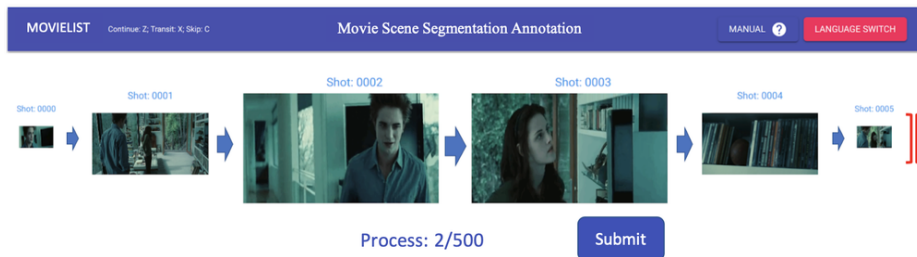 MOVIELIST Continue: Z; Transit: X; Skip: C Movie Scene Segmentation Annotation MANUAL ? LANGUAGE SWITCH
Shot: 0000 Shot: 0001 Shot: 0002 Shot: 0003 Shot: 0004 Shot: 0005
Process: 2/500 Submit